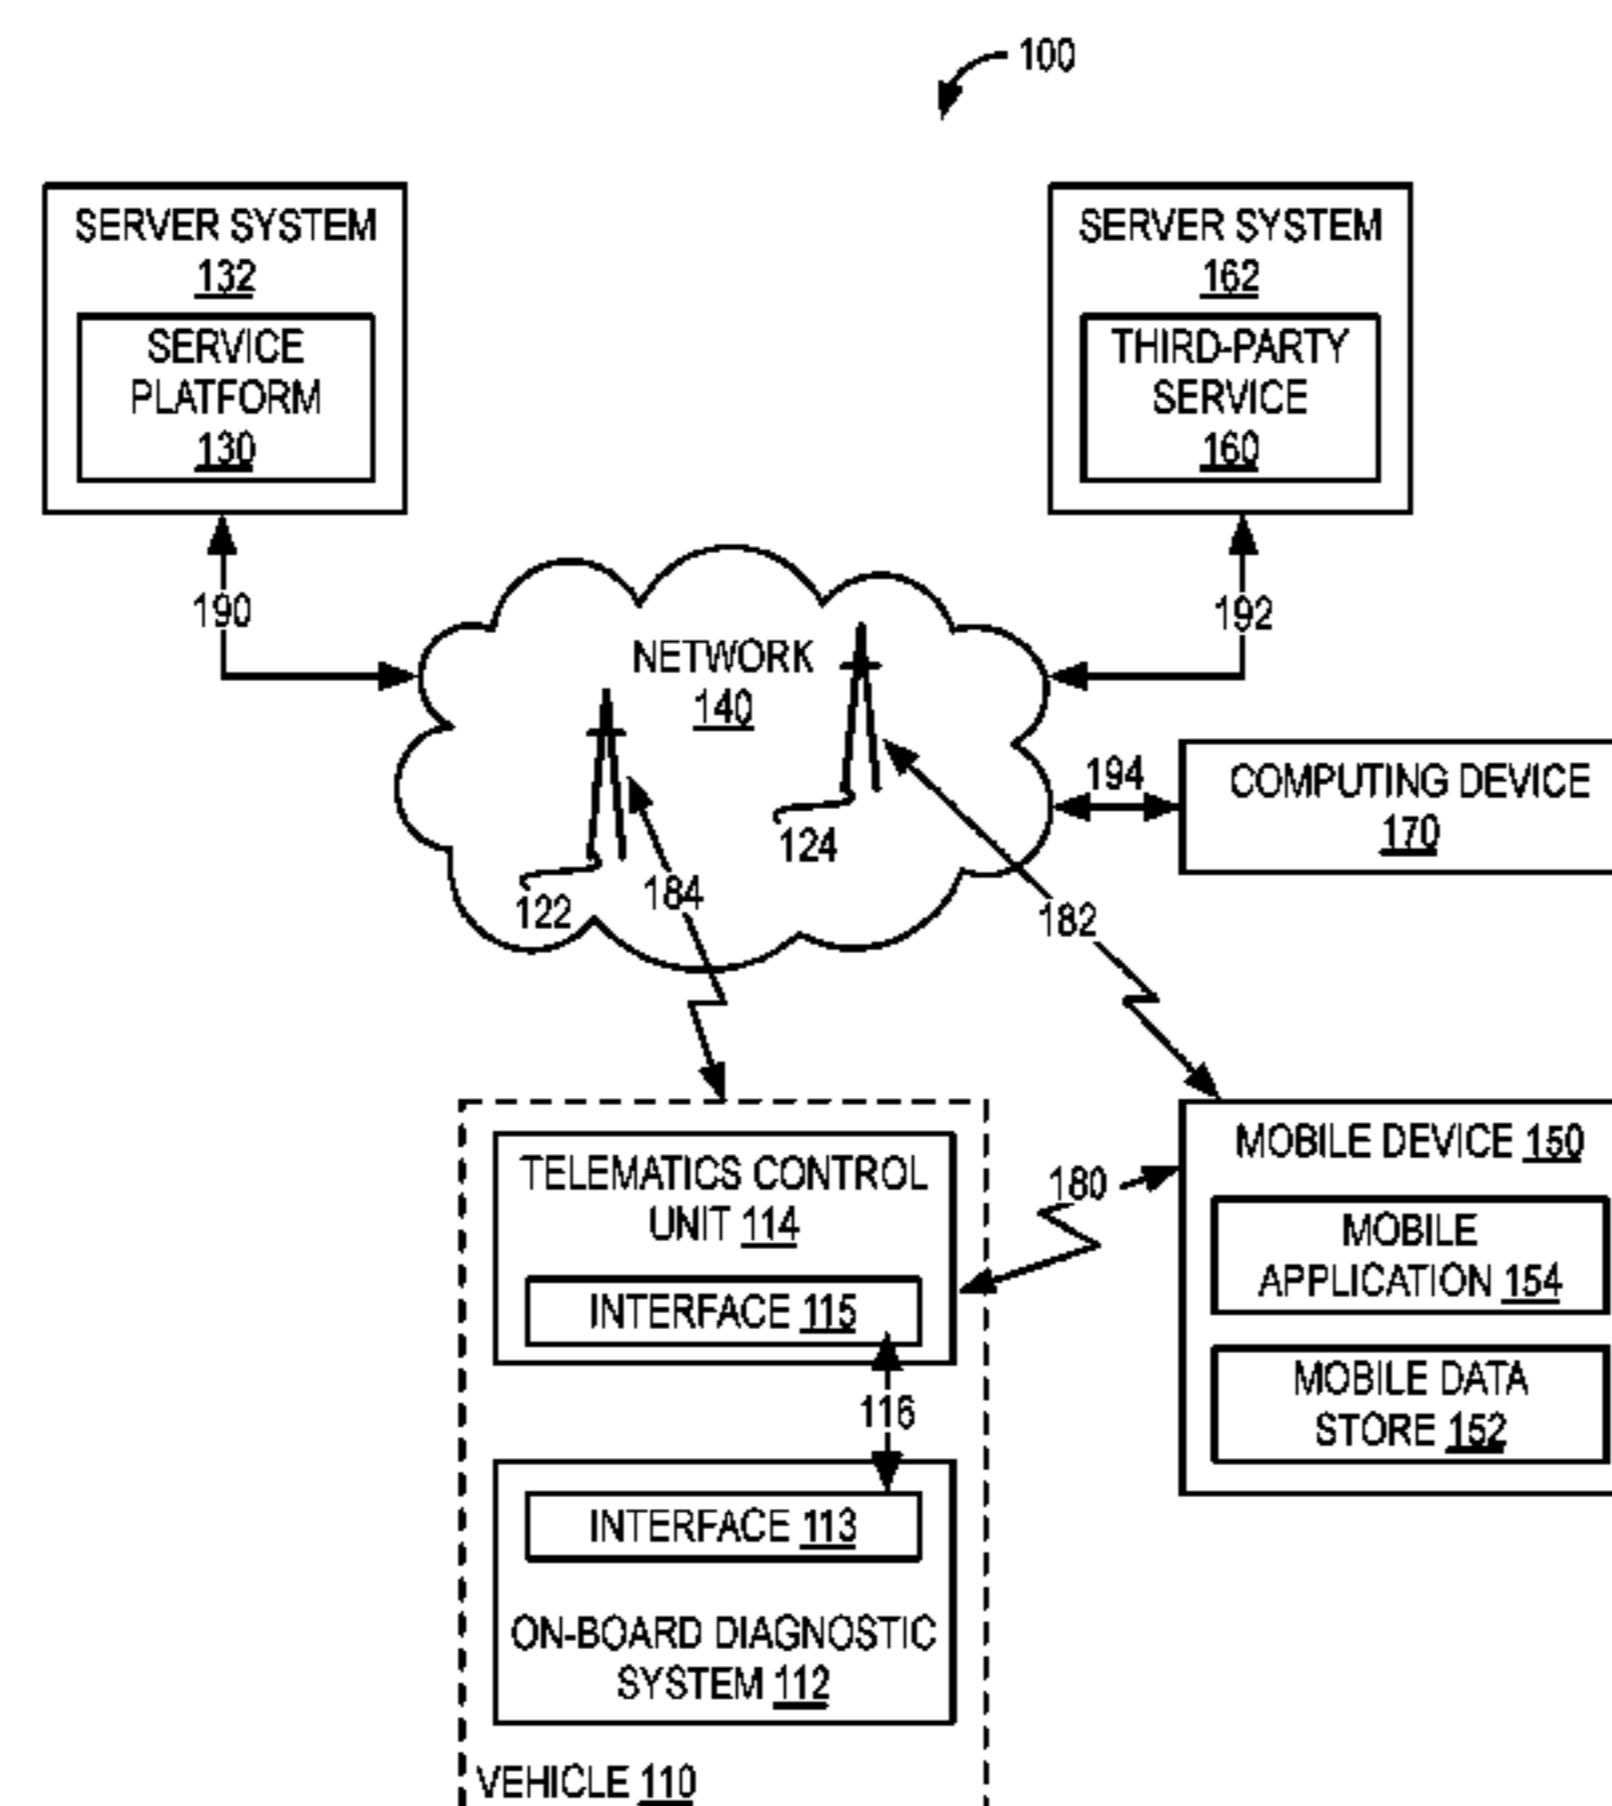 100
SERVER SYSTEM
132
SERVICE
PLATFORM
130
SERVER SYSTEM
162
THIRD-PARTY
SERVICE
160
190
192
NETWORK
140
122
124
184
182
194
COMPUTING DEVICE
170
TELEMATICS CONTROL
UNIT 114
INTERFACE 115
116
INTERFACE 113
ON-BOARD DIAGNOSTIC
SYSTEM 112
VEHICLE 110
180
MOBILE DEVICE 150
MOBILE
APPLICATION 154
MOBILE DATA
STORE 152